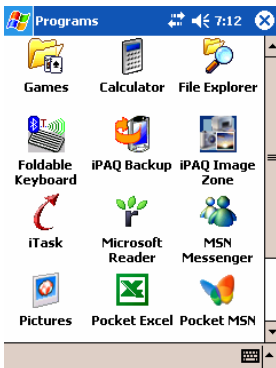 Programs 7:12
Games Calculator File Explorer
Foldable Keyboard iPAQ Backup iPAQ Image Zone
iTask Microsoft Reader MSN Messenger
Pictures Pocket Excel Pocket MSN